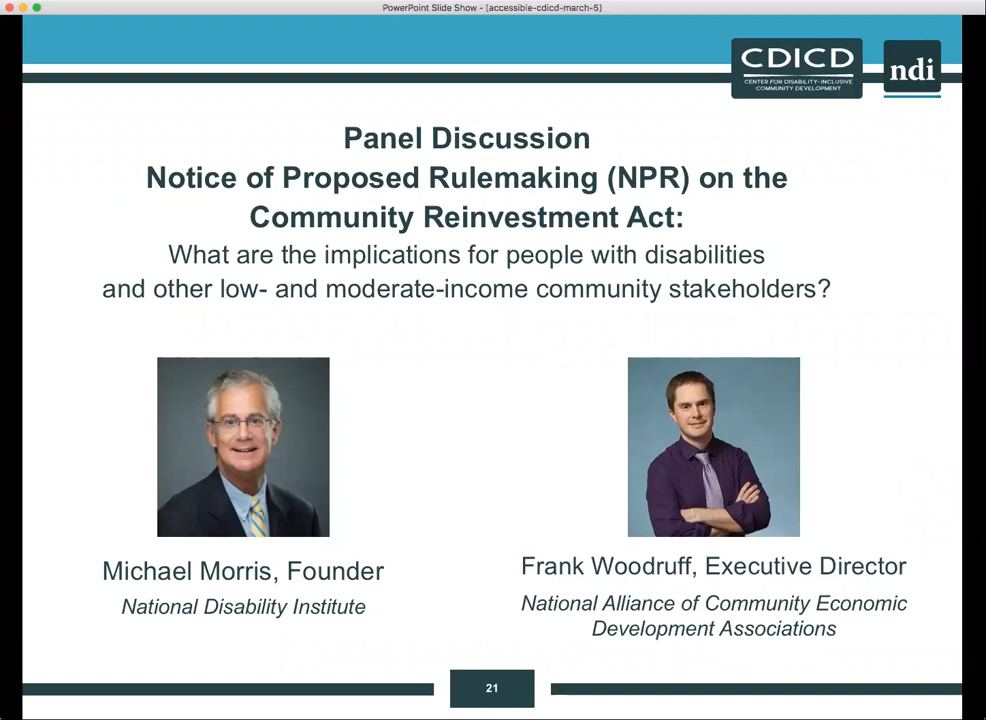 PowerPoint Slide Show - [accessible-cdicd-march-5]
CDICD
CENTER FOR DISABILITY-INCLUSIVE
COMMUNITY DEVELOPMENT
ndi
Panel Discussion
Notice of Proposed Rulemaking (NPR) on the
Community Reinvestment Act:
What are the implications for people with disabilities
and other low- and moderate-income community stakeholders?
Michael Morris, Founder
National Disability Institute
Frank Woodruff, Executive Director
National Alliance of Community Economic
Development Associations
21